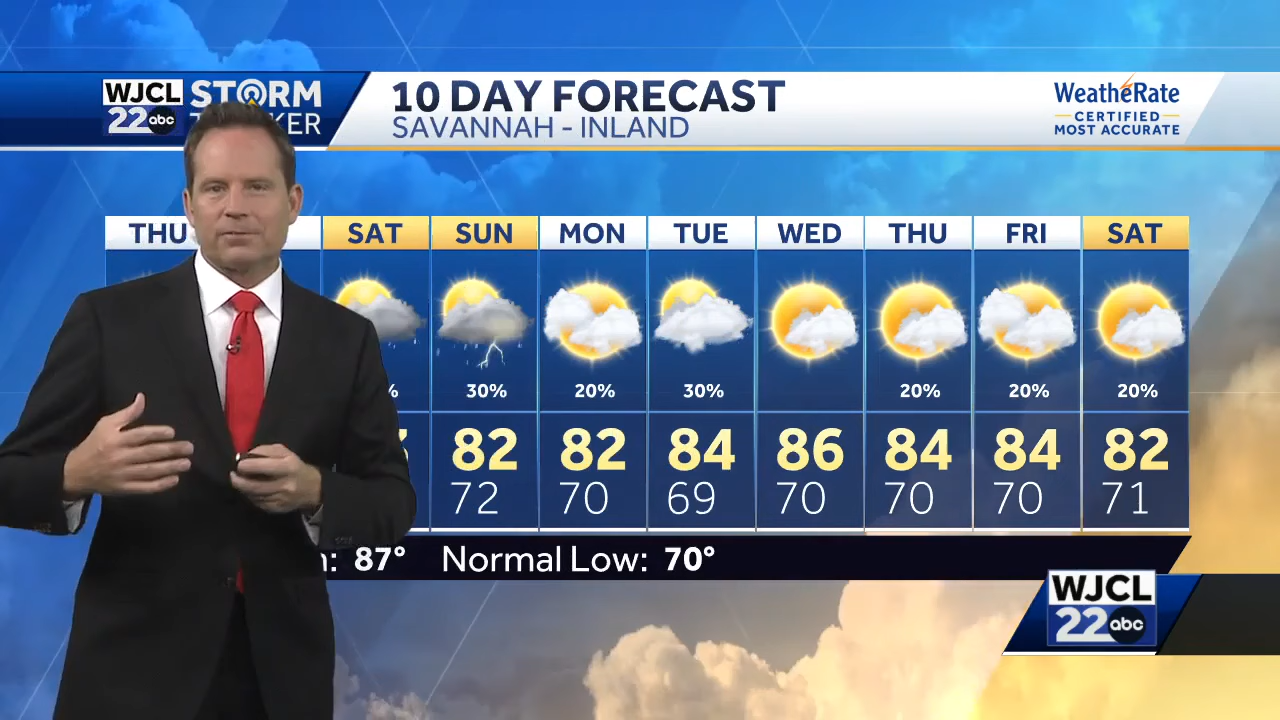 WJCL
22 abc
STORM
10 DAY FORECAST
SAVANNAH - INLAND
WeatheRate
CERTIFIED
MOST ACCURATE
THU SAT SUN MON TUE WED THU FRI SAT
% 30% 20% 30% 20% 20% 20%
82 82 84 86 84 84 82
72 70 69 70 70 70 71
: 87° Normal Low: 70°
WJCL
22 abc